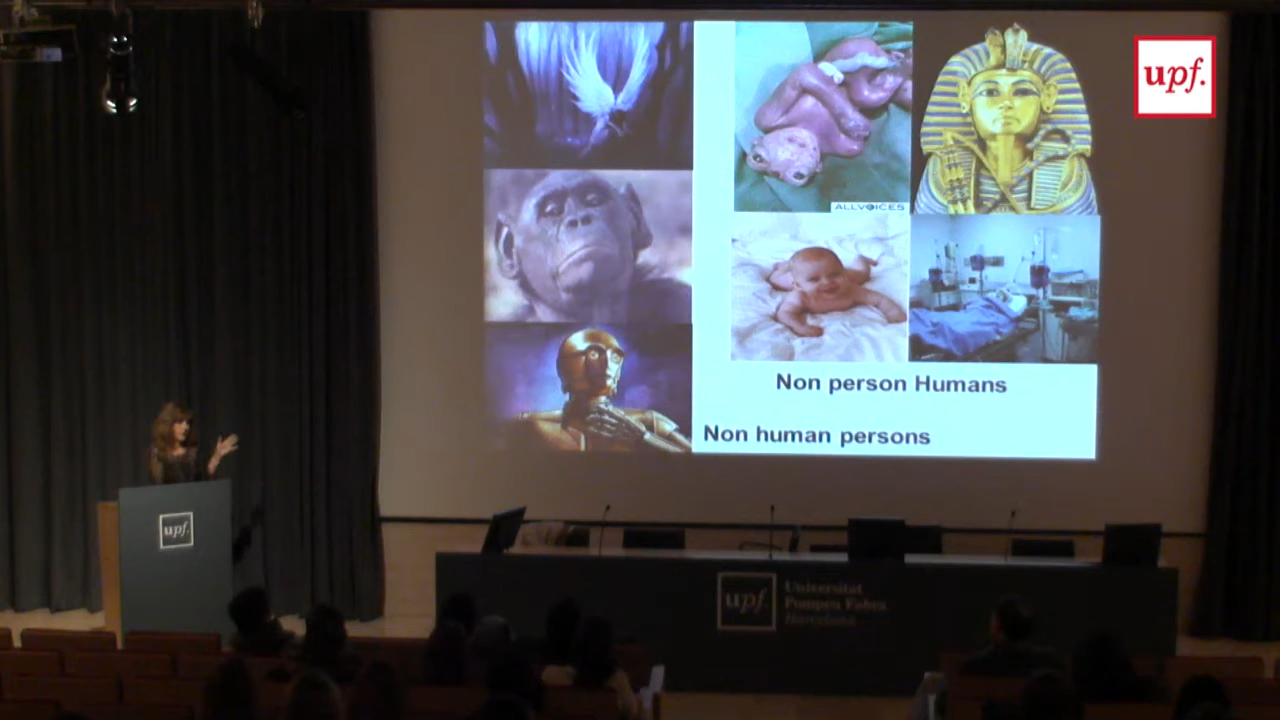 upf.
ALLVOICES
Non person Humans
Non human persons
upf.
upf.
Universitat
Pompeu Fabra
Barcelona